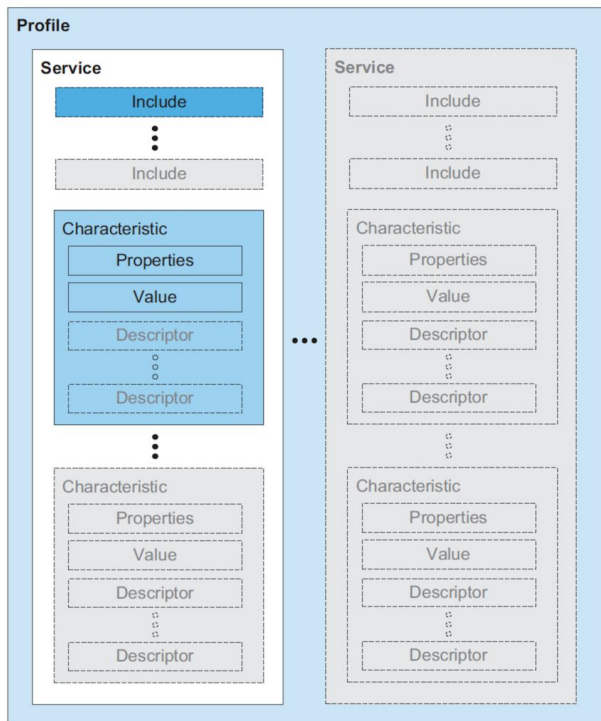 Profile
Service
Include
Include
Characteristic
Properties
Value
Descriptor
Descriptor
Characteristic
Properties
Value
Descriptor
Descriptor
Service
Include
Include
Characteristic
Properties
Value
Descriptor
Descriptor
Characteristic
Properties
Value
Descriptor
Descriptor